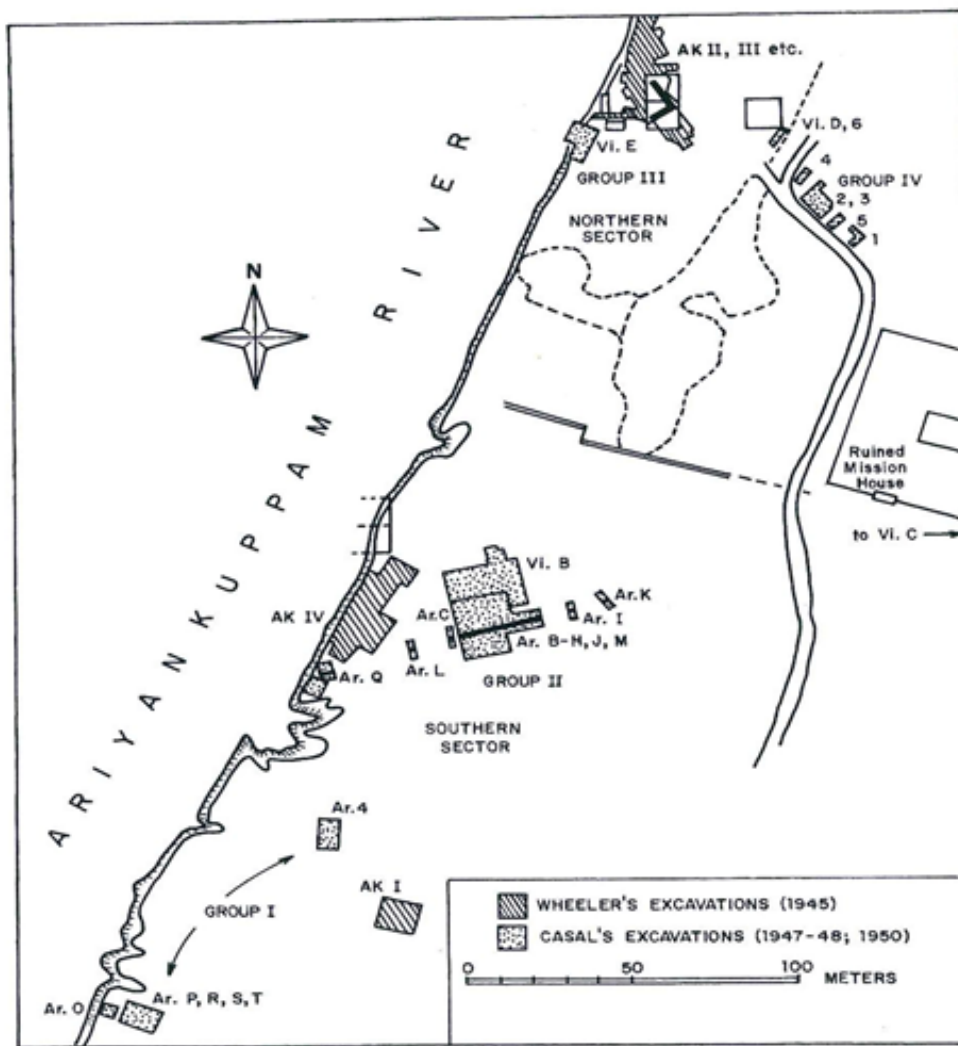 AK II, III etc.
Vi. D, 6
Vi. E
4
GROUP IV
2, 3
5
1
GROUP III
NORTHERN
SECTOR
N
ARIYANKUPPAM RIVER
Ruined
Mission
House
to Vi. C
Vi. B
AK IV
Ar.C
Ar.K
Ar. I
Ar. B-H, J, M
Ar. L
Ar. Q
GROUP II
SOUTHERN
SECTOR
Ar.4
AK I
GROUP I
Ar. P, R, S, T
Ar. O
WHEELER'S EXCAVATIONS (1945)
CASAL'S EXCAVATIONS (1947-48; 1950)
0 50 100 METERS